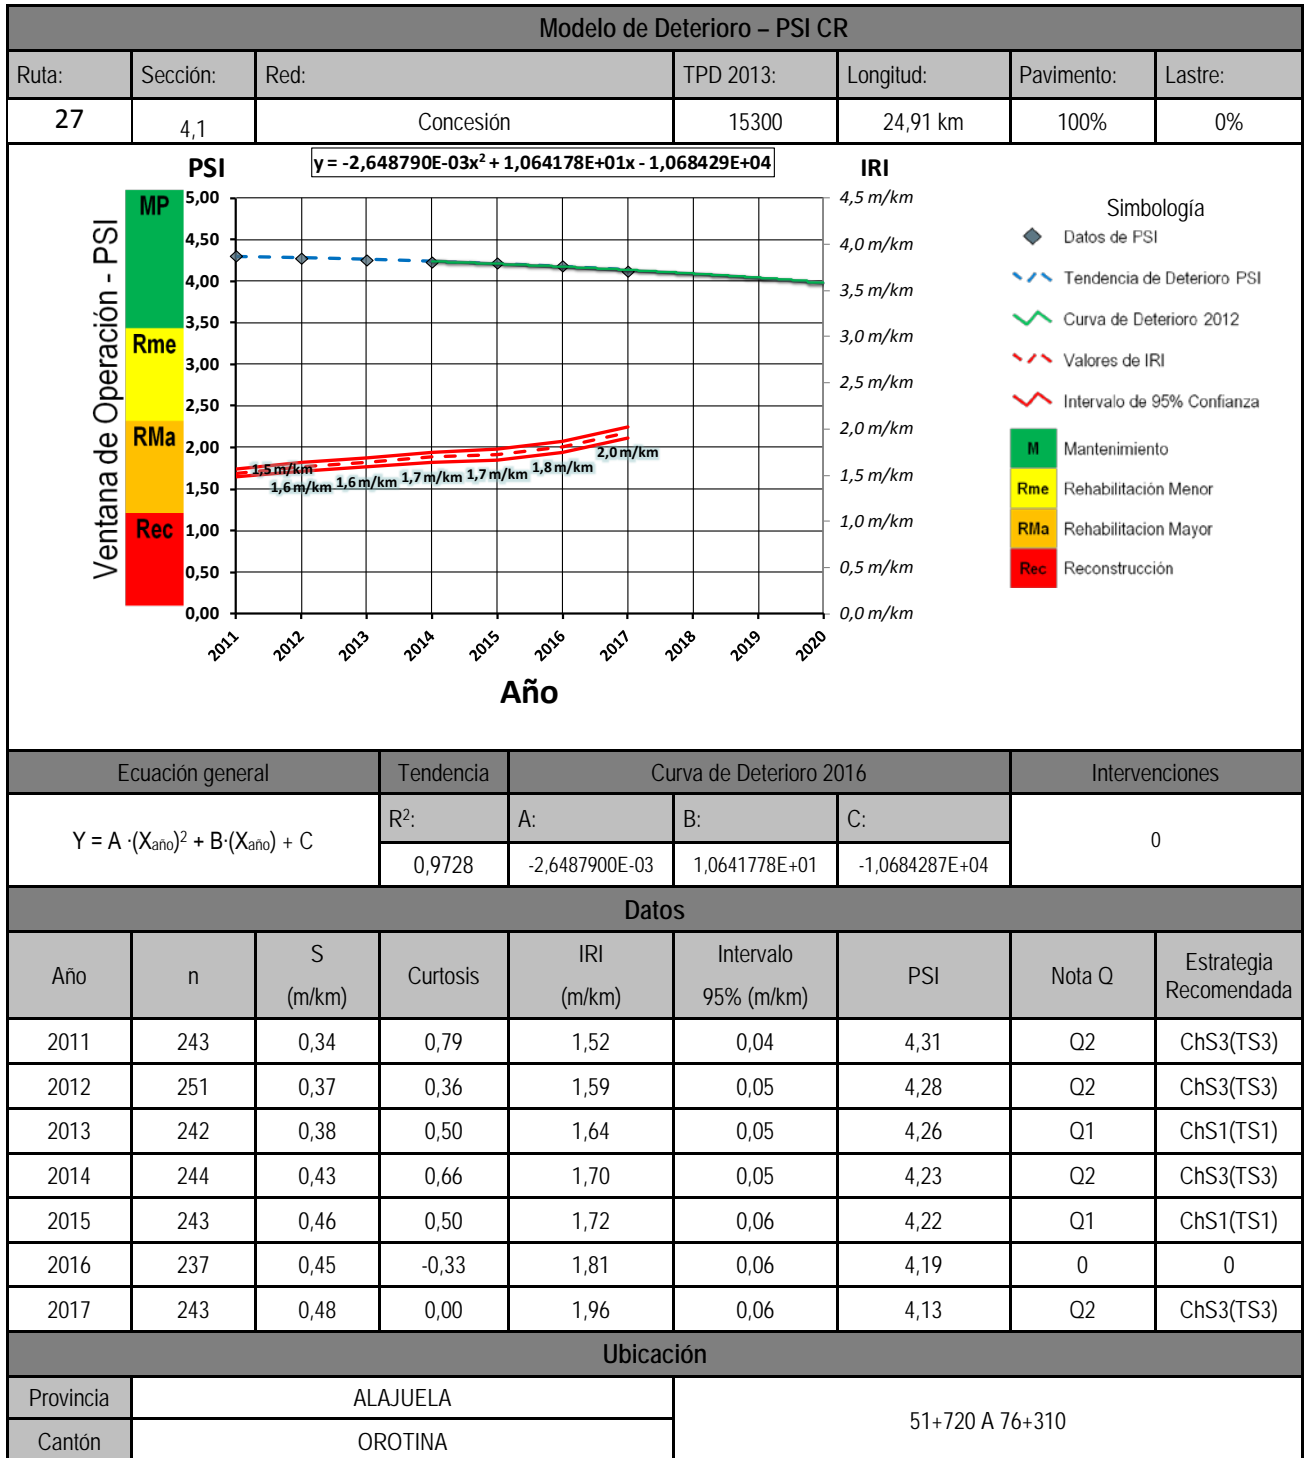 Modelo de Deterioro – PSI CR
Ruta: Sección: Red: TPD 2013: Longitud: Pavimento: Lastre:
27 4,1 Concesión 15300 24,91 km 100% 0%
PSI
y = -2,648790E-03x² + 1,064178E+01x - 1,068429E+04
IRI
Ventana de Operación - PSI
MP
Rme
RMa
Rec
5,00
4,50
4,00
3,50
3,00
2,50
2,00
1,50
1,00
0,50
0,00
4,5 m/km
4,0 m/km
3,5 m/km
3,0 m/km
2,5 m/km
2,0 m/km
1,5 m/km
1,0 m/km
0,5 m/km
0,0 m/km
1,5 m/km
1,6 m/km
1,6 m/km
1,7 m/km
1,7 m/km
1,8 m/km
2,0 m/km
2011 2012 2013 2014 2015 2016 2017 2018 2019 2020
Año
Simbología
Datos de PSI
Tendencia de Deterioro PSI
Curva de Deterioro 2012
Valores de IRI
Intervalo de 95% Confianza
M Mantenimiento
Rme Rehabilitación Menor
RMa Rehabilitacion Mayor
Rec Reconstrucción
Ecuación general Tendencia Curva de Deterioro 2016 Intervenciones
Y = A ·(Xaño)² + B·(Xaño) + C
R²: A: B: C:
0,9728 -2,6487900E-03 1,0641778E+01 -1,0684287E+04
0
Datos
Año n S (m/km) Curtosis IRI (m/km) Intervalo 95% (m/km) PSI Nota Q Estrategia Recomendada
2011 243 0,34 0,79 1,52 0,04 4,31 Q2 ChS3(TS3)
2012 251 0,37 0,36 1,59 0,05 4,28 Q2 ChS3(TS3)
2013 242 0,38 0,50 1,64 0,05 4,26 Q1 ChS1(TS1)
2014 244 0,43 0,66 1,70 0,05 4,23 Q2 ChS3(TS3)
2015 243 0,46 0,50 1,72 0,06 4,22 Q1 ChS1(TS1)
2016 237 0,45 -0,33 1,81 0,06 4,19 0 0
2017 243 0,48 0,00 1,96 0,06 4,13 Q2 ChS3(TS3)
Ubicación
Provincia ALAJUELA
Cantón OROTINA
51+720 A 76+310